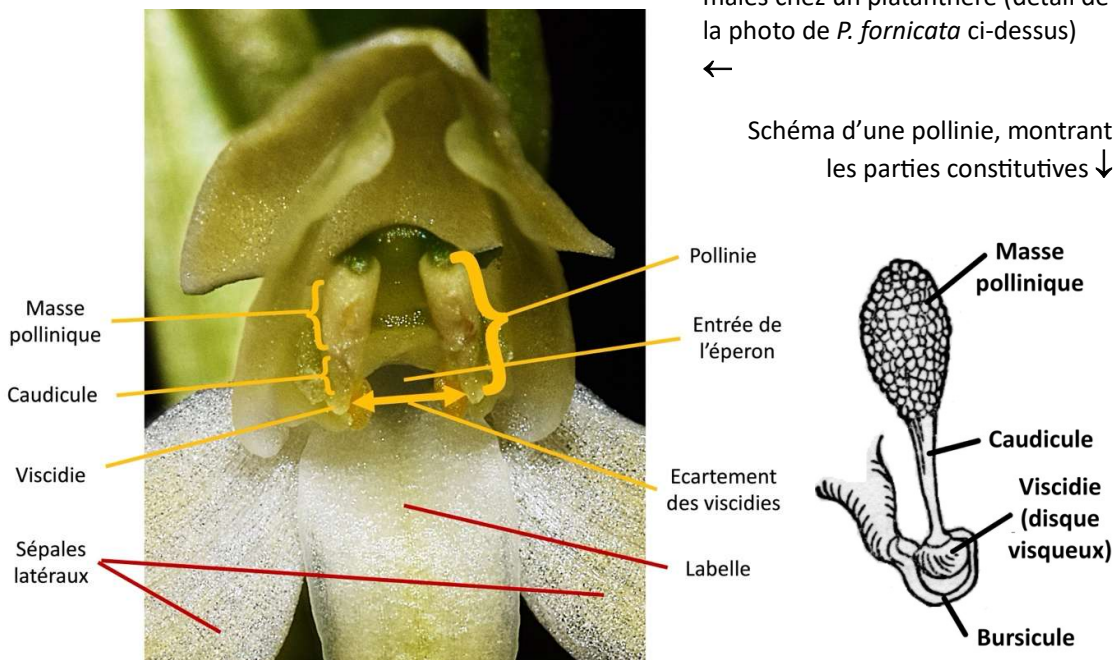 la photo de P. fornicata ci-dessus)
←
Schéma d’une pollinie, montrant
les parties constitutives ↓
Masse
pollinique
Caudicule
Viscidie
Sépales
latéraux
Pollinie
Entrée de
l’éperon
Ecartement
des viscidies
Labelle
Masse
pollinique
Caudicule
Viscidie
(disque
visqueux)
Bursicule